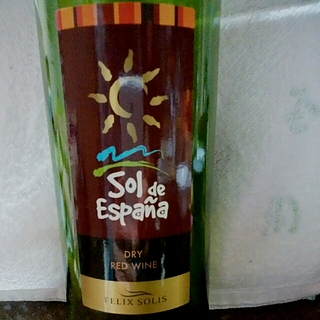 Sol de
España
DRY
RED WINE
FELIX SOLIS